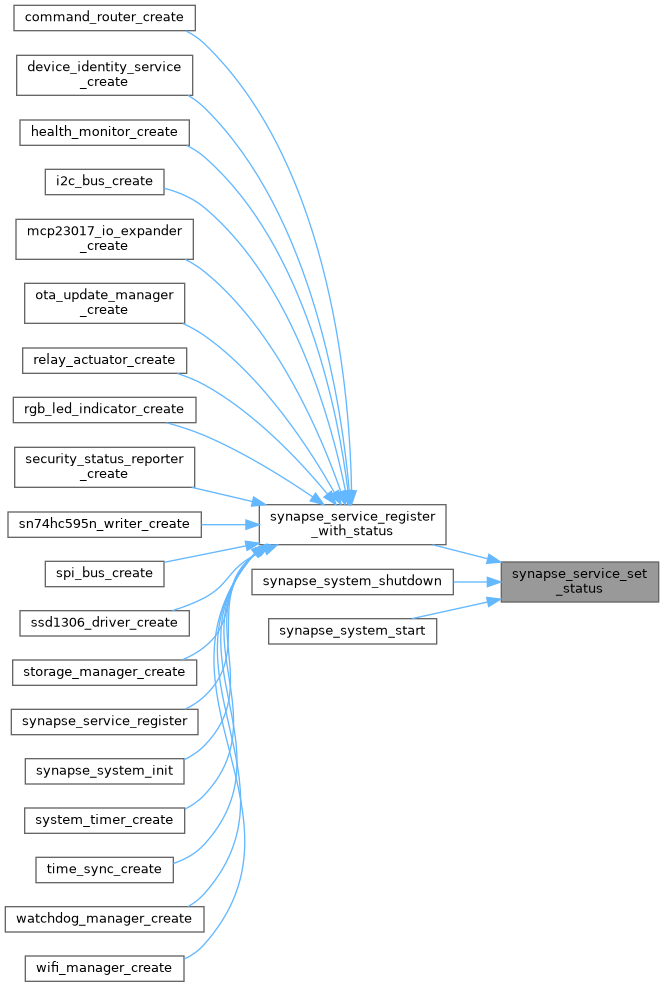 command_router_create
device_identity_service
_create
health_monitor_create
i2c_bus_create
mcp23017_io_expander
_create
ota_update_manager
_create
relay_actuator_create
rgb_led_indicator_create
security_status_reporter
_create
sn74hc595n_writer_create
spi_bus_create
ssd1306_driver_create
storage_manager_create
synapse_service_register
synapse_system_init
system_timer_create
time_sync_create
watchdog_manager_create
wifi_manager_create
synapse_service_register
_with_status
synapse_system_shutdown
synapse_system_start
synapse_service_set
_status